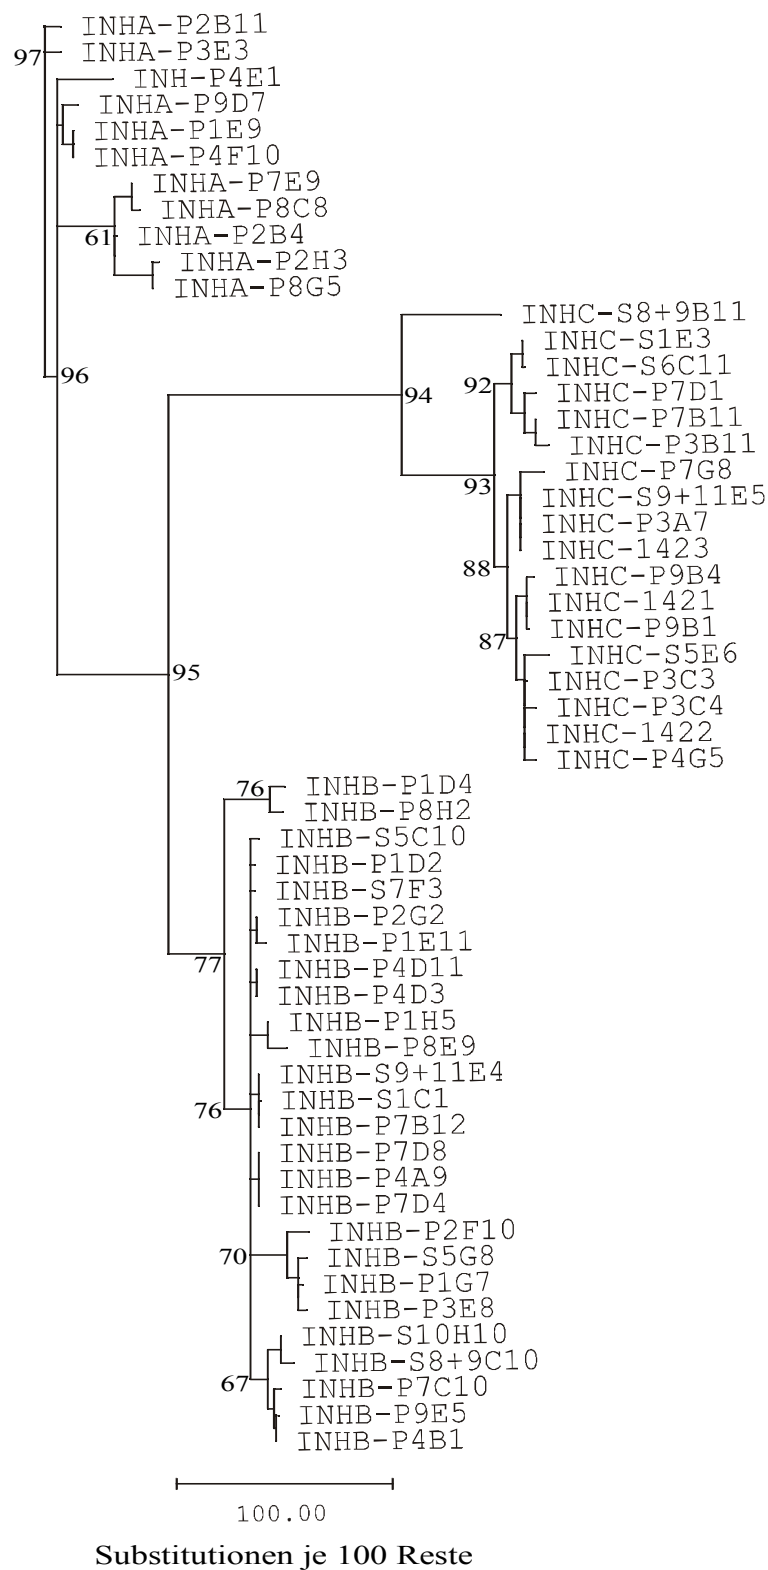 INHA-P2B11
INHA-P3E3
97
INH-P4E1
INHA-P9D7
INHA-P1E9
INHA-P4F10
INHA-P7E9
INHA-P8C8
61
INHA-P2B4
INHA-P2H3
INHA-P8G5
INHC-S8+9B11
INHC-S1E3
INHC-S6C11
96
92
INHC-P7D1
94
INHC-P7B11
INHC-P3B11
INHC-P7G8
93
INHC-S9+11E5
INHC-P3A7
INHC-1423
88
INHC-P9B4
INHC-1421
INHC-P9B1
87
INHC-S5E6
95
INHC-P3C3
INHC-P3C4
INHC-1422
INHC-P4G5
76
INHB-P1D4
INHB-P8H2
INHB-S5C10
INHB-P1D2
INHB-S7F3
INHB-P2G2
INHB-P1E11
77
INHB-P4D11
INHB-P4D3
INHB-P1H5
INHB-P8E9
INHB-S9+11E4
INHB-S1C1
76
INHB-P7B12
INHB-P7D8
INHB-P4A9
INHB-P7D4
INHB-P2F10
70
INHB-S5G8
INHB-P1G7
INHB-P3E8
INHB-S10H10
INHB-S8+9C10
67
INHB-P7C10
INHB-P9E5
INHB-P4B1
100.00
Substitutionen je 100 Reste